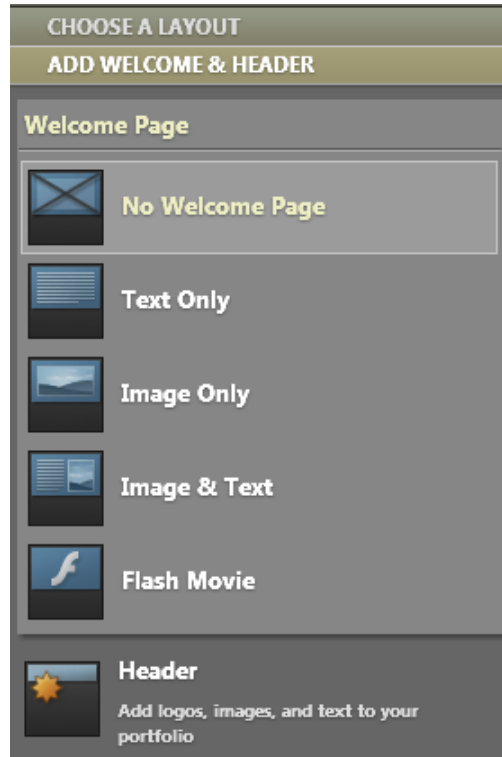 CHOOSE A LAYOUT
ADD WELCOME & HEADER
Welcome Page
No Welcome Page
Text Only
Image Only
Image & Text
Flash Movie
Header
Add logos, images, and text to your
portfolio